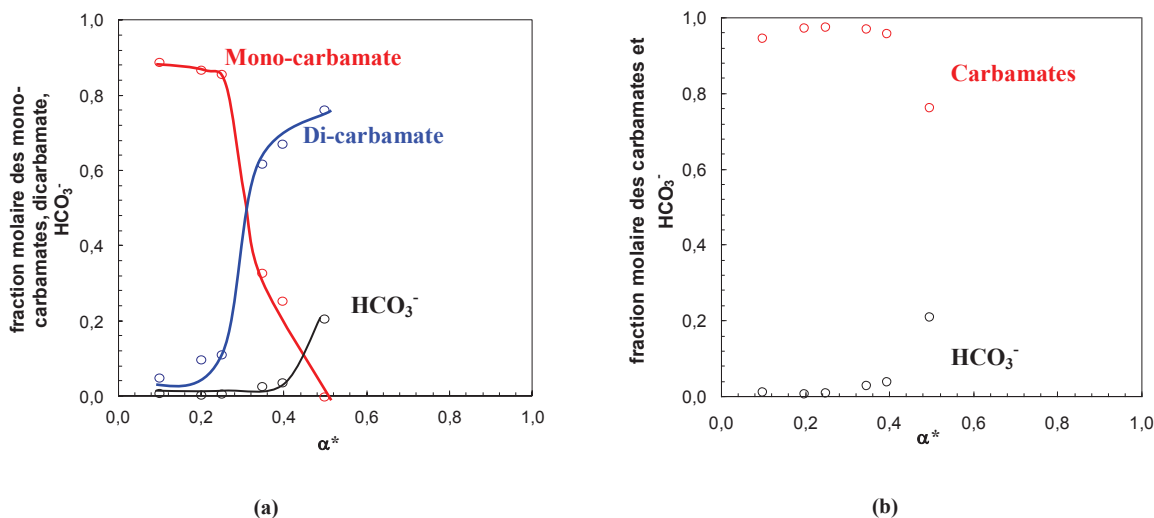 fraction molaire des mono-
carbamates, dicarbamate,
HCO₃⁻
1,0
0,8
0,6
0,4
0,2
0,0
Mono-carbamate
Di-carbamate
HCO₃⁻
0,0 0,2 0,4 0,6 0,8 1,0
α*
(a)
fraction molaire des carbamates et
HCO₃⁻
1,0
0,8
0,6
0,4
0,2
0,0
Carbamates
HCO₃⁻
0,0 0,2 0,4 0,6 0,8 1,0
α*
(b)